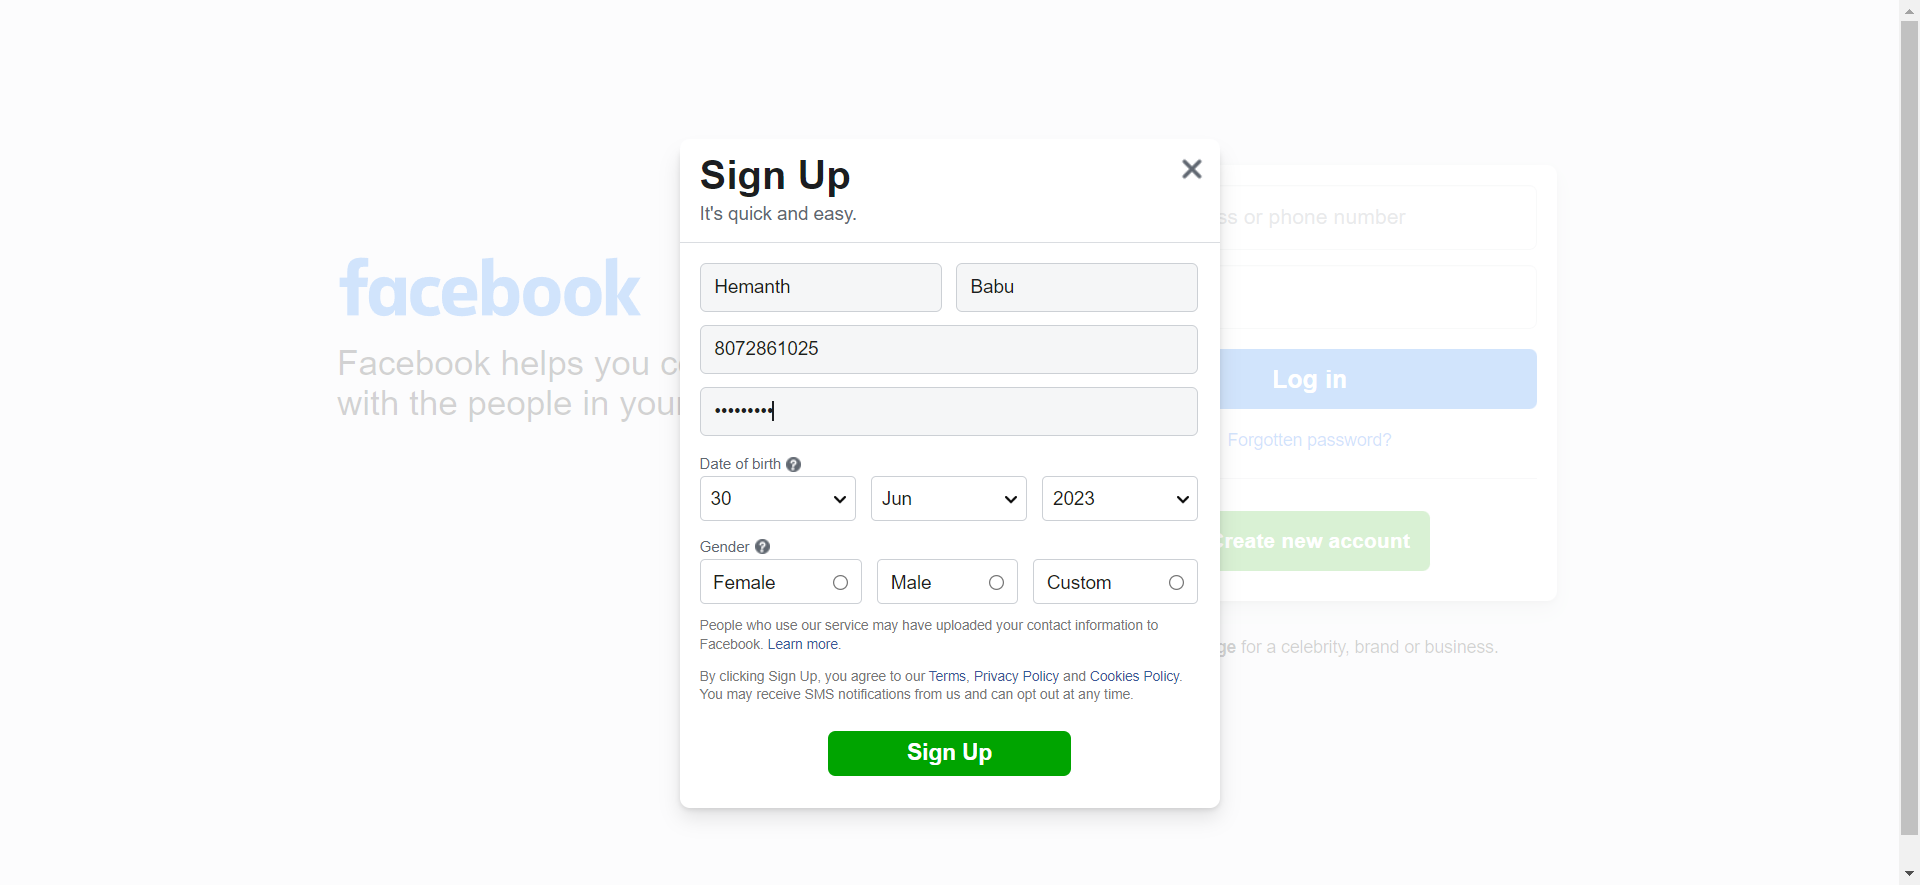 Sign Up
It's quick and easy.
Hemanth Babu
8072861025
•••••••••
Date of birth ?
30 Jun 2023
Gender ?
Female Male Custom
People who use our service may have uploaded your contact information to
Facebook. Learn more.
By clicking Sign Up, you agree to our Terms, Privacy Policy and Cookies Policy.
You may receive SMS notifications from us and can opt out at any time.
Sign Up
facebook
Facebook helps you
with the people in your
or phone number
Log in
Forgotten password?
Create new account
for a celebrity, brand or business.